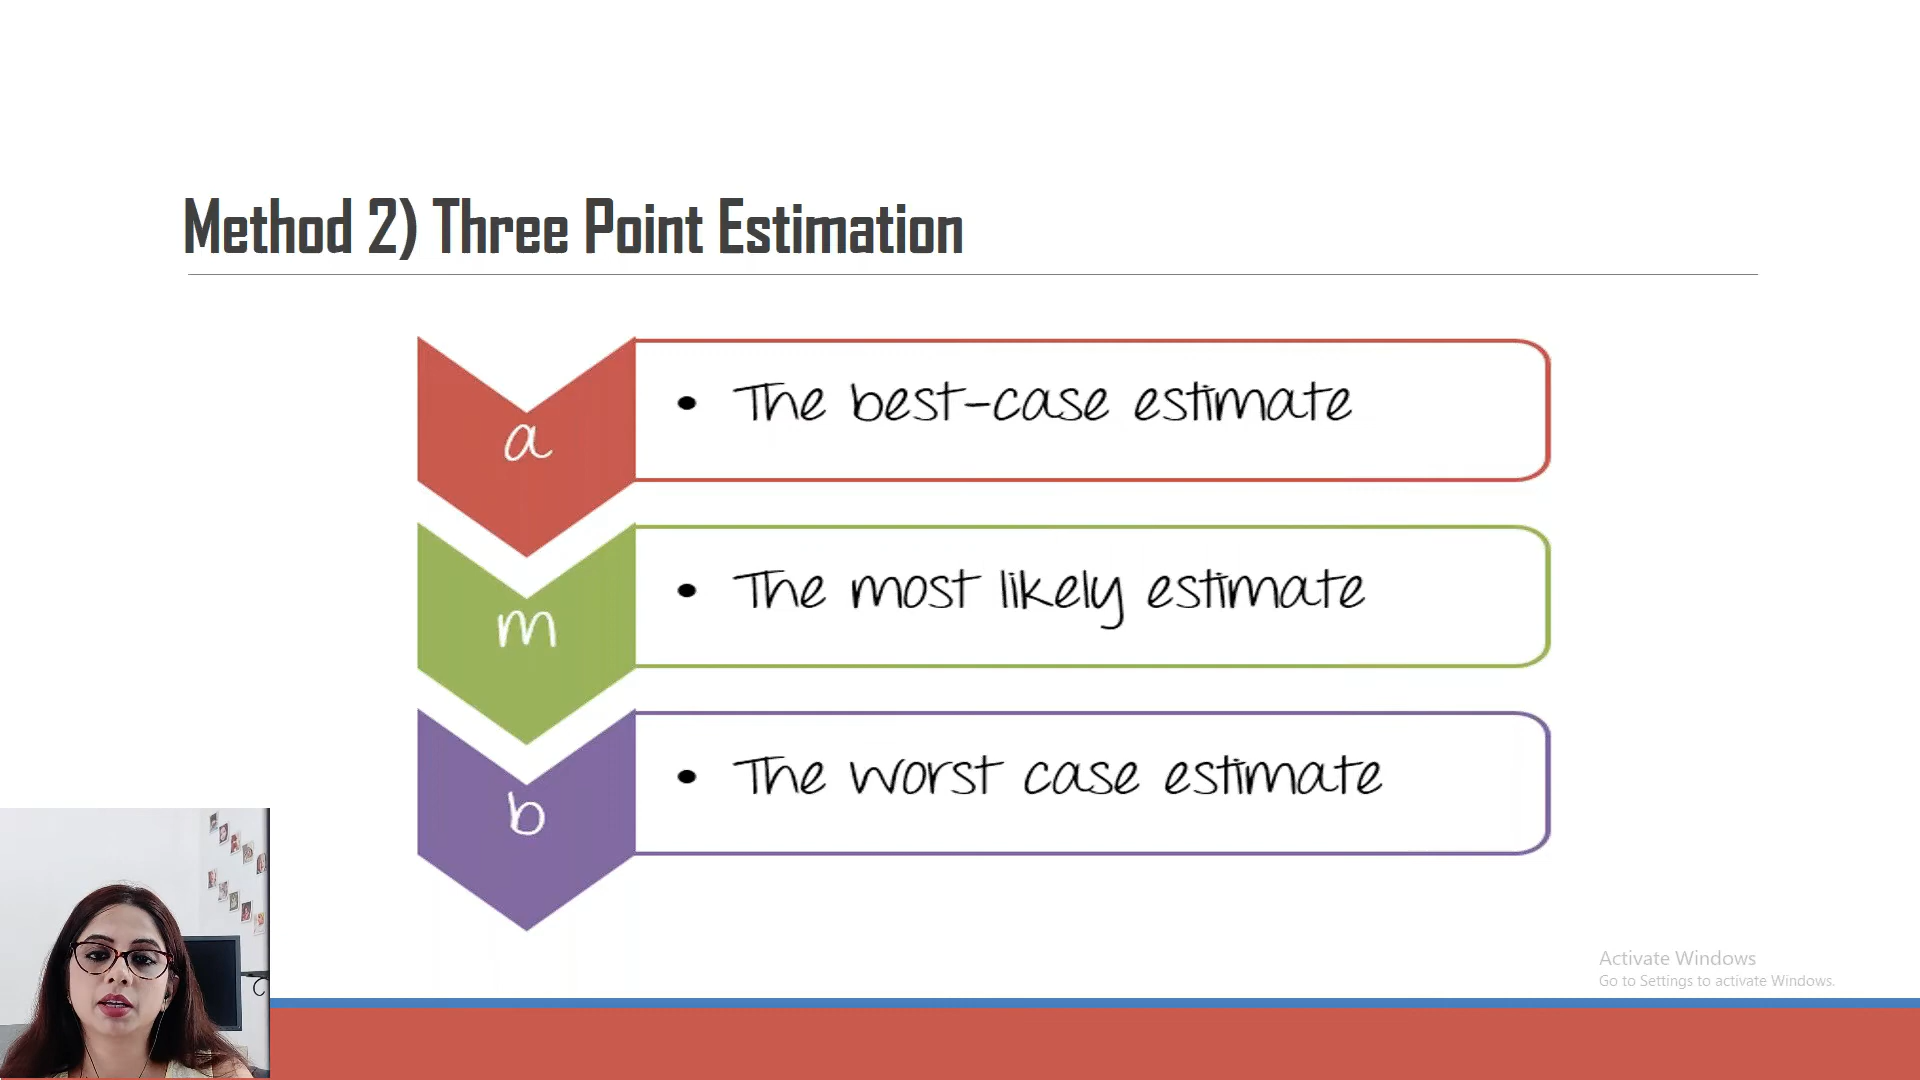 Method 2) Three Point Estimation
a
• The best-case estimate
m
• The most likely estimate
b
• The worst case estimate
Activate Windows
Go to Settings to activate Windows.